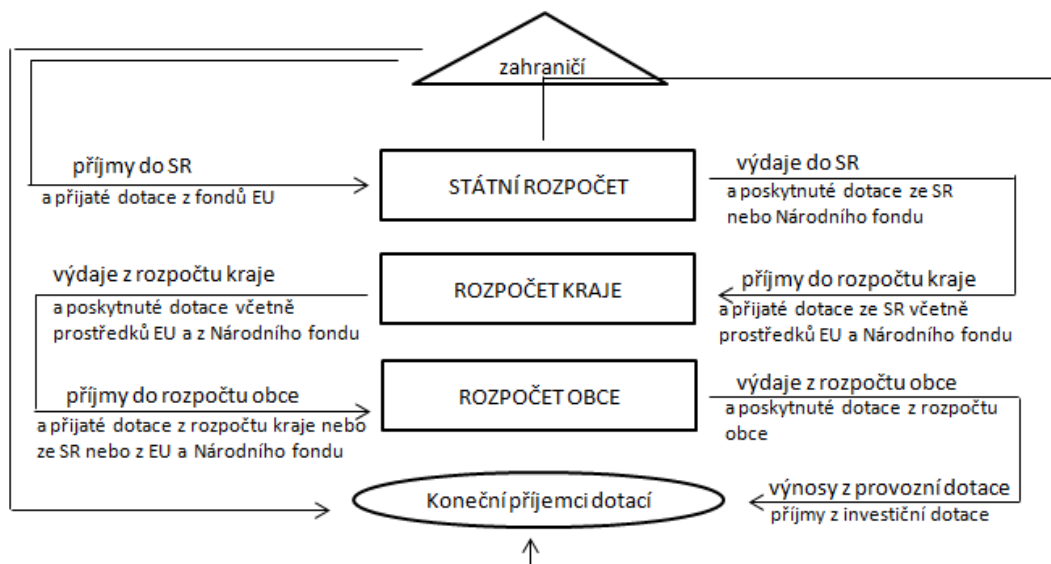 zahraničí
příjmy do SR
a přijaté dotace z fondů EU
STÁTNÍ ROZPOČET
výdaje do SR
a poskytnuté dotace ze SR
nebo Národního fondu
výdaje z rozpočtu kraje
a poskytnuté dotace včetně
prostředků EU a z Národního fondu
ROZPOČET KRAJE
příjmy do rozpočtu kraje
a přijaté dotace ze SR včetně
prostředků EU a Národního fondu
příjmy do rozpočtu obce
a přijaté dotace z rozpočtu kraje nebo
ze SR nebo z EU a Národního fondu
ROZPOČET OBCE
výdaje z rozpočtu obce
a poskytnuté dotace z rozpočtu
obce
Koneční příjemci dotací
výnosy z provozní dotace
příjmy z investiční dotace